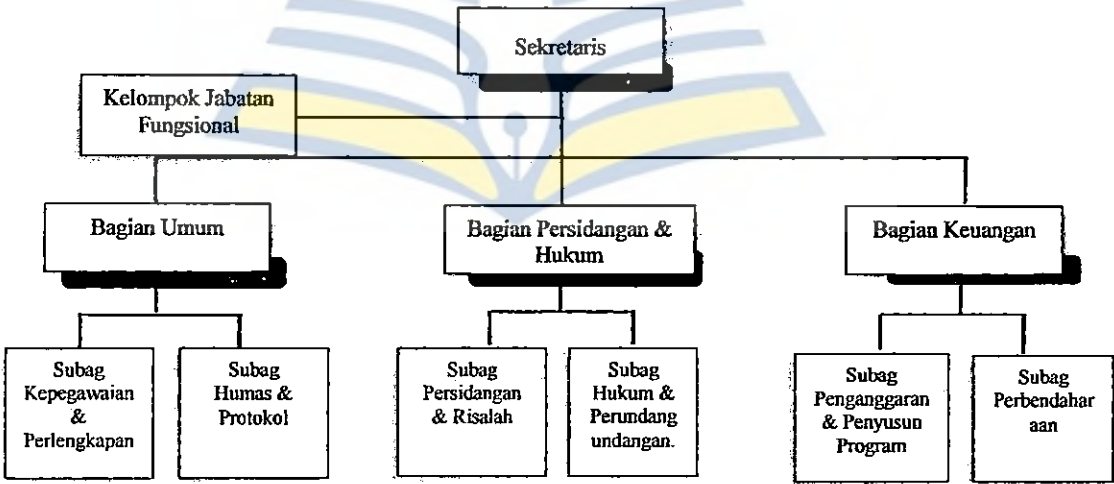 Sekretaris
Kelompok Jabatan
Fungsional
Bagian Umum
Bagian Persidangan &
Hukum
Bagian Keuangan
Subag
Kepegawaian
&
Perlengkapan
Subag
Humas &
Protokol
Subag
Persidangan
& Risalah
Subag
Hukum &
Perundang
undangan.
Subag
Penganggaran
& Penyusun
Program
Subag
Perbendahar
aan